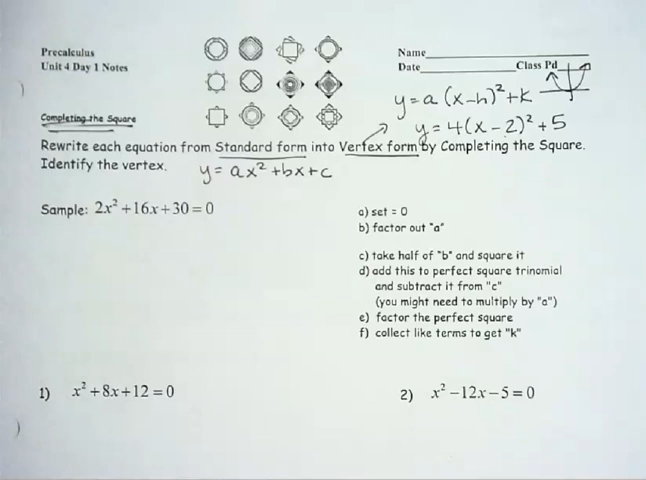 Precalculus
Unit 4 Day 1 Notes
Name
Date Class Pd
y = a(x-h)² + k
y = 4(x-2)² + 5
Completing the Square
Rewrite each equation from Standard form into Vertex form by Completing the Square.
Identify the vertex.
y = ax² + bx + c
Sample: 2x² + 16x + 30 = 0
a) set = 0
b) factor out "a"
c) take half of "b" and square it
d) add this to perfect square trinomial
and subtract it from "c"
(you might need to multiply by "a")
e) factor the perfect square
f) collect like terms to get "k"
1) x² + 8x + 12 = 0
2) x² - 12x - 5 = 0